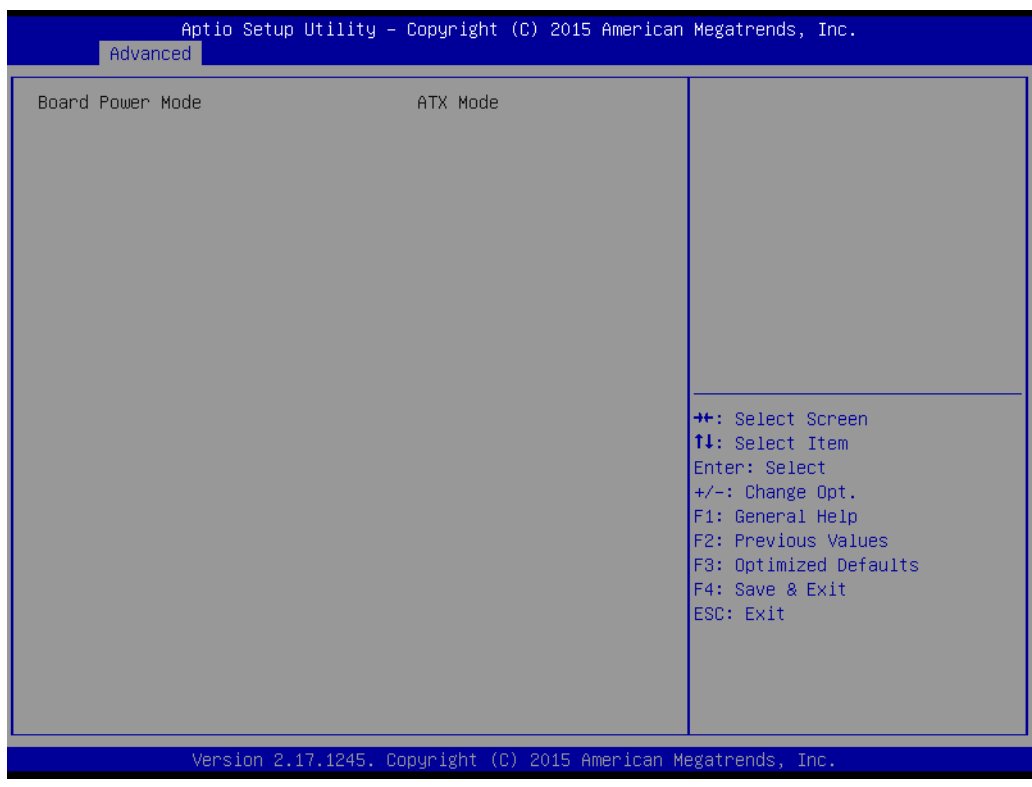 Aptio Setup Utility – Copyright (C) 2015 American Megatrends, Inc.
Advanced
Board Power Mode ATX Mode
→←: Select Screen
↑↓: Select Item
Enter: Select
+/-: Change Opt.
F1: General Help
F2: Previous Values
F3: Optimized Defaults
F4: Save & Exit
ESC: Exit
Version 2.17.1245. Copyright (C) 2015 American Megatrends, Inc.